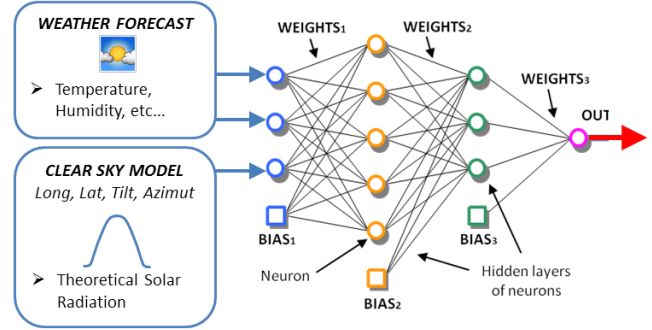 WEATHER FORECAST
➤ Temperature,
Humidity, etc...
CLEAR SKY MODEL
Long, Lat, Tilt, Azimut
➤ Theoretical Solar
Radiation
WEIGHTS1
WEIGHTS2
WEIGHTS3
OUT
BIAS1
BIAS3
Neuron
BIAS2
Hidden layers
of neurons